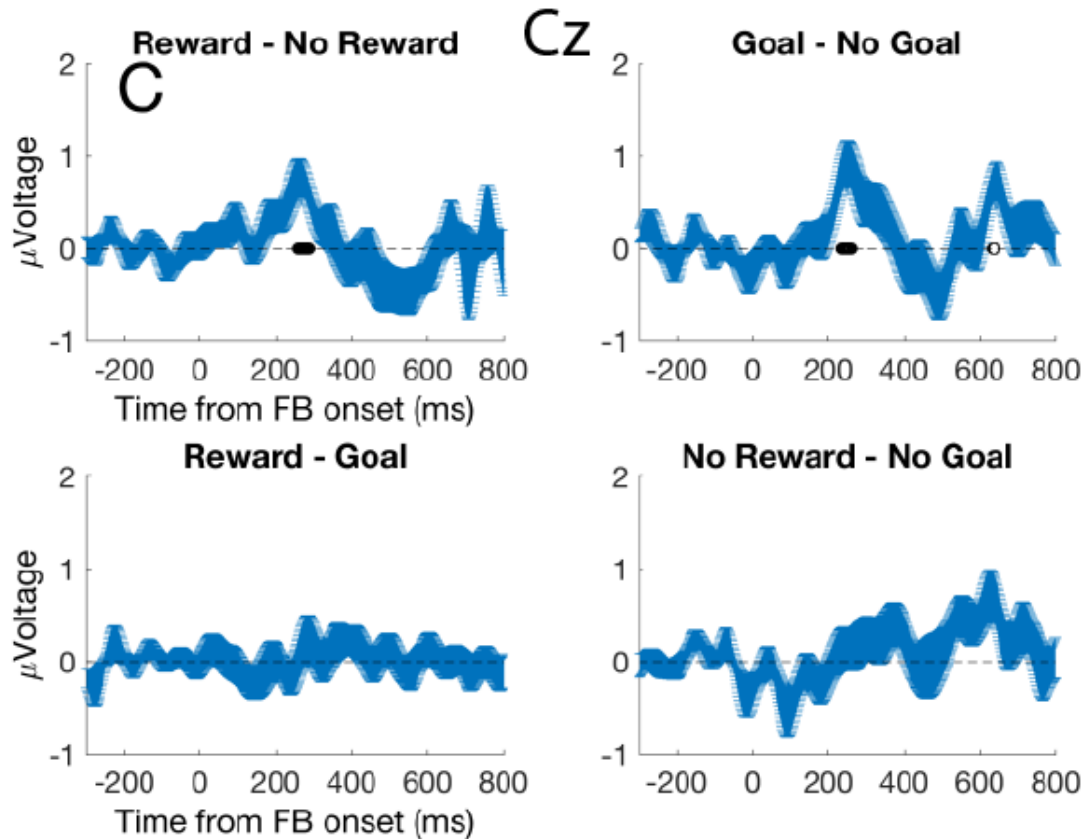 Cz
C
Reward - No Reward
2
1
0
-1
μVoltage
-200 0 200 400 600 800
Time from FB onset (ms)
Goal - No Goal
2
1
0
-1
-200 0 200 400 600 800
Reward - Goal
2
1
0
-1
μVoltage
-200 0 200 400 600 800
Time from FB onset (ms)
No Reward - No Goal
2
1
0
-1
-200 0 200 400 600 800